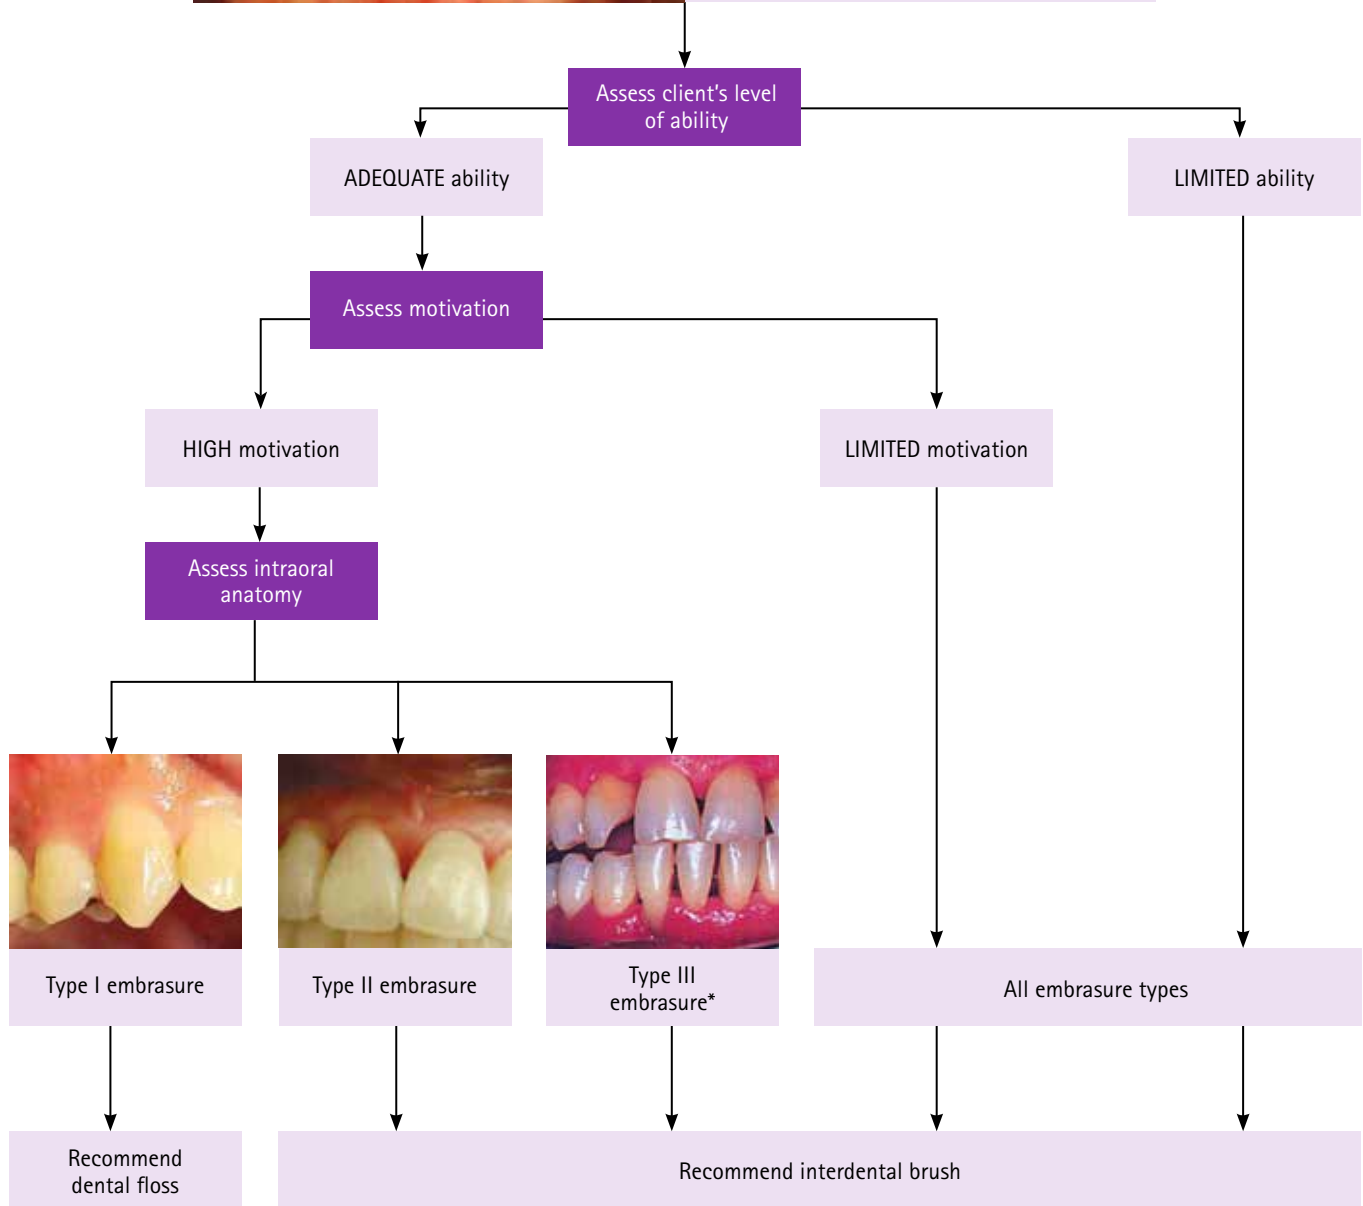 Assess client's level
of ability
ADEQUATE ability
LIMITED ability
Assess motivation
HIGH motivation
LIMITED motivation
Assess intraoral
anatomy
Type I embrasure
Type II embrasure
Type III
embrasure*
All embrasure types
Recommend
dental floss
Recommend interdental brush